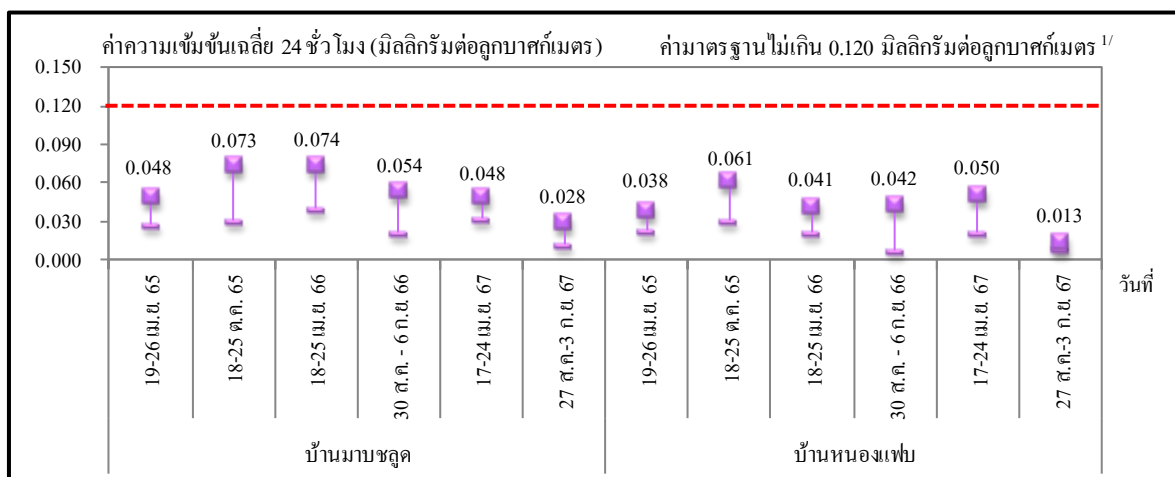 ค่าความเข้มข้นเฉลี่ย 24 ชั่วโมง (มิลลิกรัมต่อลูกบาศก์เมตร) ค่ามาตรฐานไม่เกิน 0.120 มิลลิกรัมต่อลูกบาศก์เมตร 1/
0.150
0.120
0.090
0.060
0.030
0.000
0.048 0.073 0.074 0.054 0.048 0.028 0.038 0.061 0.041 0.042 0.050 0.013
วันที่
19-26 เม.ย. 65
18-25 ต.ค. 65
18-25 เม.ย. 66
30 ส.ค. - 6 ก.ย. 66
17-24 เม.ย. 67
27 ส.ค.-3 ก.ย. 67
19-26 เม.ย. 65
18-25 ต.ค. 65
18-25 เม.ย. 66
30 ส.ค. - 6 ก.ย. 66
17-24 เม.ย. 67
27 ส.ค.-3 ก.ย. 67
บ้านมาบชลูด บ้านหนองแฟบ